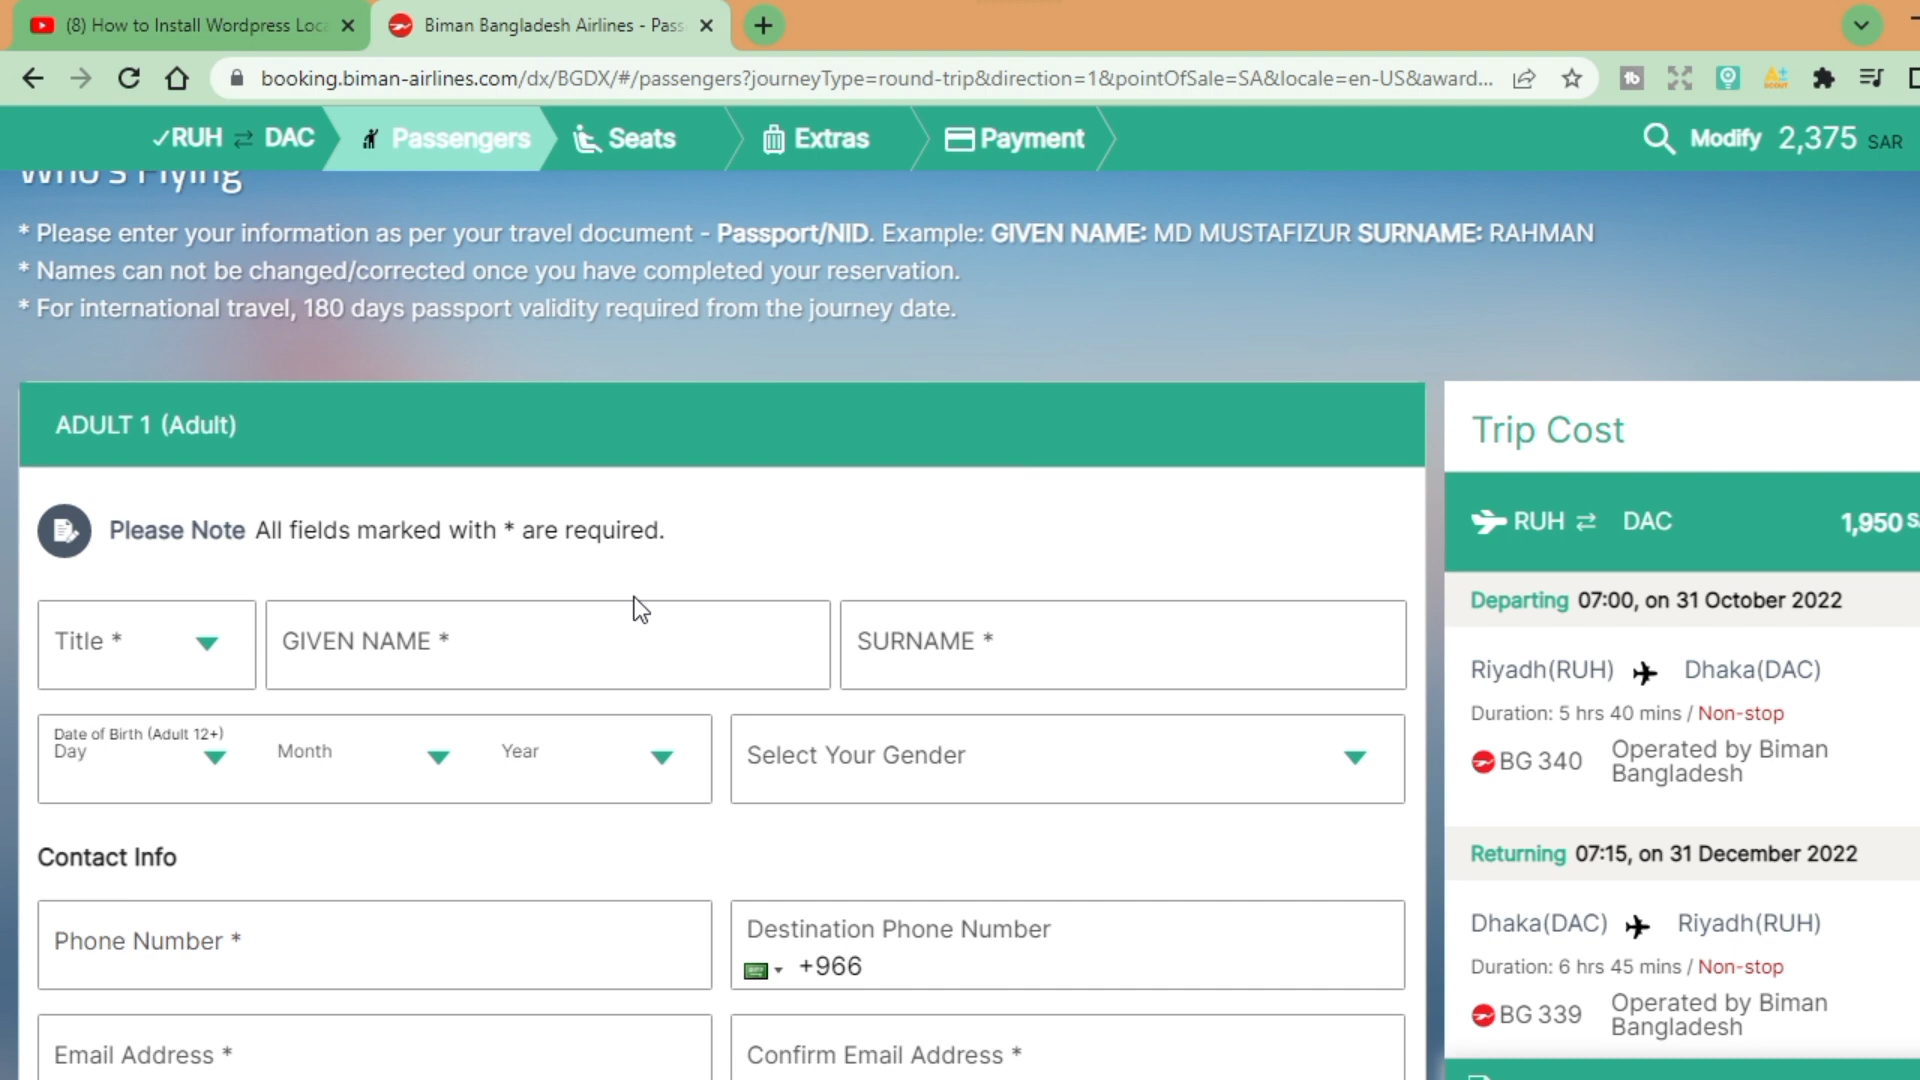 (8) How to Install Wordpress Loc
Biman Bangladesh Airlines - Pass
booking.biman-airlines.com/dx/BGDX/#/passengers?journeyType=round-trip&direction=1&pointOfSale=SA&locale=en-US&award...
✓RUH ⇄ DAC
Passengers
Seats
Extras
Payment
Modify 2,375 SAR
Who's Flying
* Please enter your information as per your travel document - Passport/NID. Example: GIVEN NAME: MD MUSTAFIZUR SURNAME: RAHMAN
* Names can not be changed/corrected once you have completed your reservation.
* For international travel, 180 days passport validity required from the journey date.
ADULT 1 (Adult)
Please Note All fields marked with * are required.
Title *
GIVEN NAME *
SURNAME *
Date of Birth (Adult 12+)
Day
Month
Year
Select Your Gender
Contact Info
Phone Number *
Destination Phone Number
+966
Email Address *
Confirm Email Address *
Trip Cost
RUH ⇄ DAC
1,950
Departing 07:00, on 31 October 2022
Riyadh(RUH) Dhaka(DAC)
Duration: 5 hrs 40 mins / Non-stop
BG 340
Operated by Biman
Bangladesh
Returning 07:15, on 31 December 2022
Dhaka(DAC) Riyadh(RUH)
Duration: 6 hrs 45 mins / Non-stop
BG 339
Operated by Biman
Bangladesh